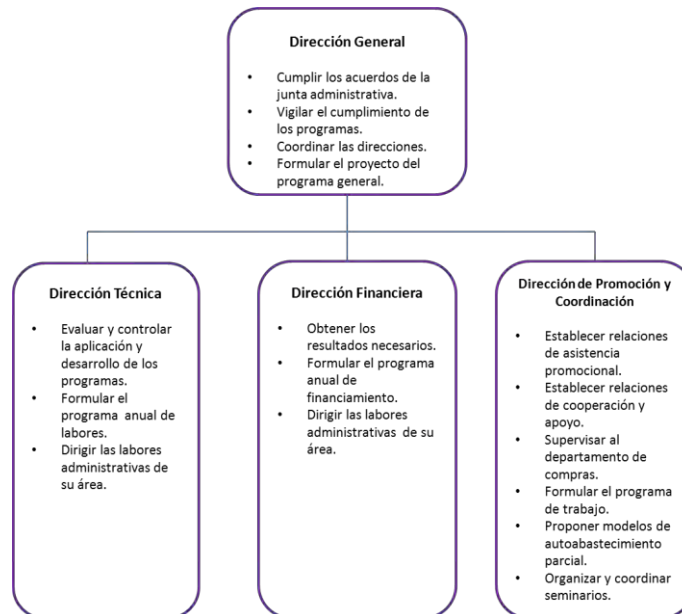 Dirección General
• Cumplir los acuerdos de la
junta administrativa.
• Vigilar el cumplimiento de
los programas.
• Coordinar las direcciones.
• Formular el proyecto del
programa general.
Dirección Técnica
• Evaluar y controlar
la aplicación y
desarrollo de los
programas.
• Formular el
programa anual de
labores.
• Dirigir las labores
administrativas de
su área.
Dirección Financiera
• Obtener los
resultados necesarios.
• Formular el programa
anual de
financiamiento.
• Dirigir las labores
administrativas de su
área.
Dirección de Promoción y
Coordinación
• Establecer relaciones
de asistencia
promocional.
• Establecer relaciones
de cooperación y
apoyo.
• Supervisar al
departamento de
compras.
• Formular el programa
de trabajo.
• Proponer modelos de
autoabastecimiento
parcial.
• Organizar y coordinar
seminarios.